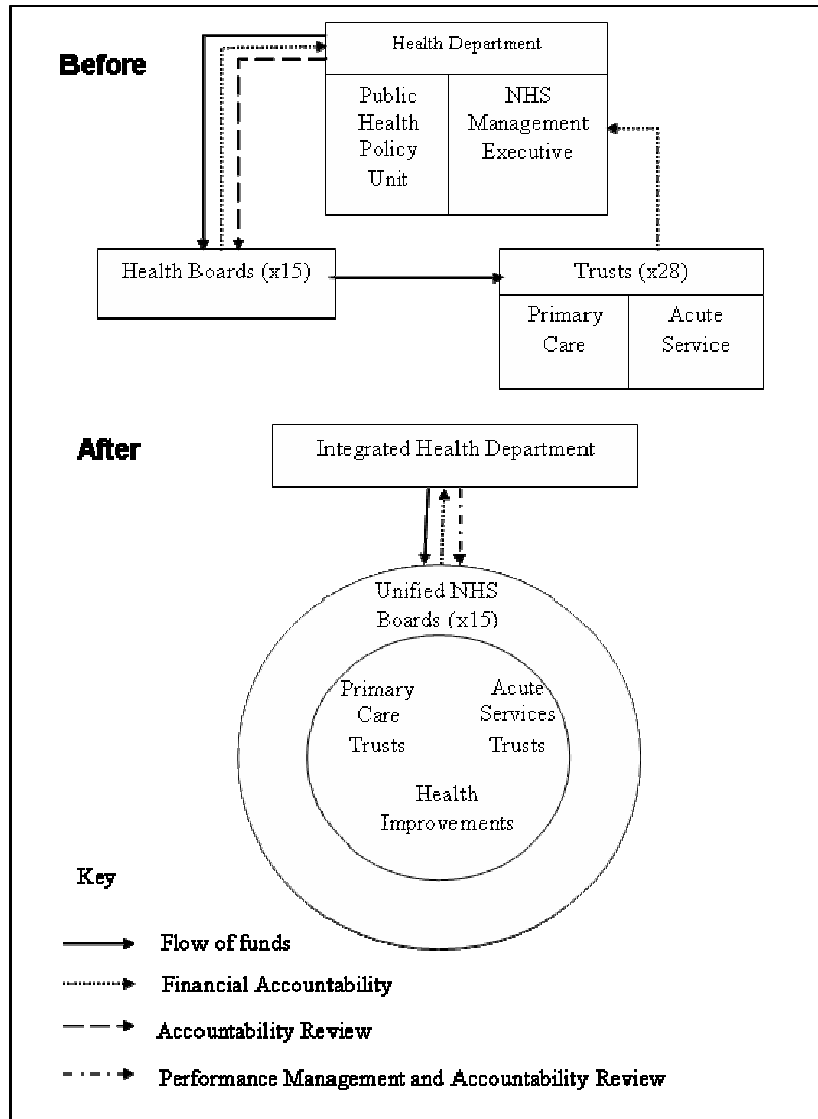 Before
Health Department
Public
Health
Policy
Unit
NHS
Management
Executive
Health Boards (x15)
Trusts (x28)
Primary
Care
Acute
Service
After
Integrated Health Department
Unified NHS
Boards (x15)
Primary
Care
Trusts
Acute
Services
Trusts
Health
Improvements
Key
Flow of funds
Financial Accountability
Accountability Review
Performance Management and Accountability Review